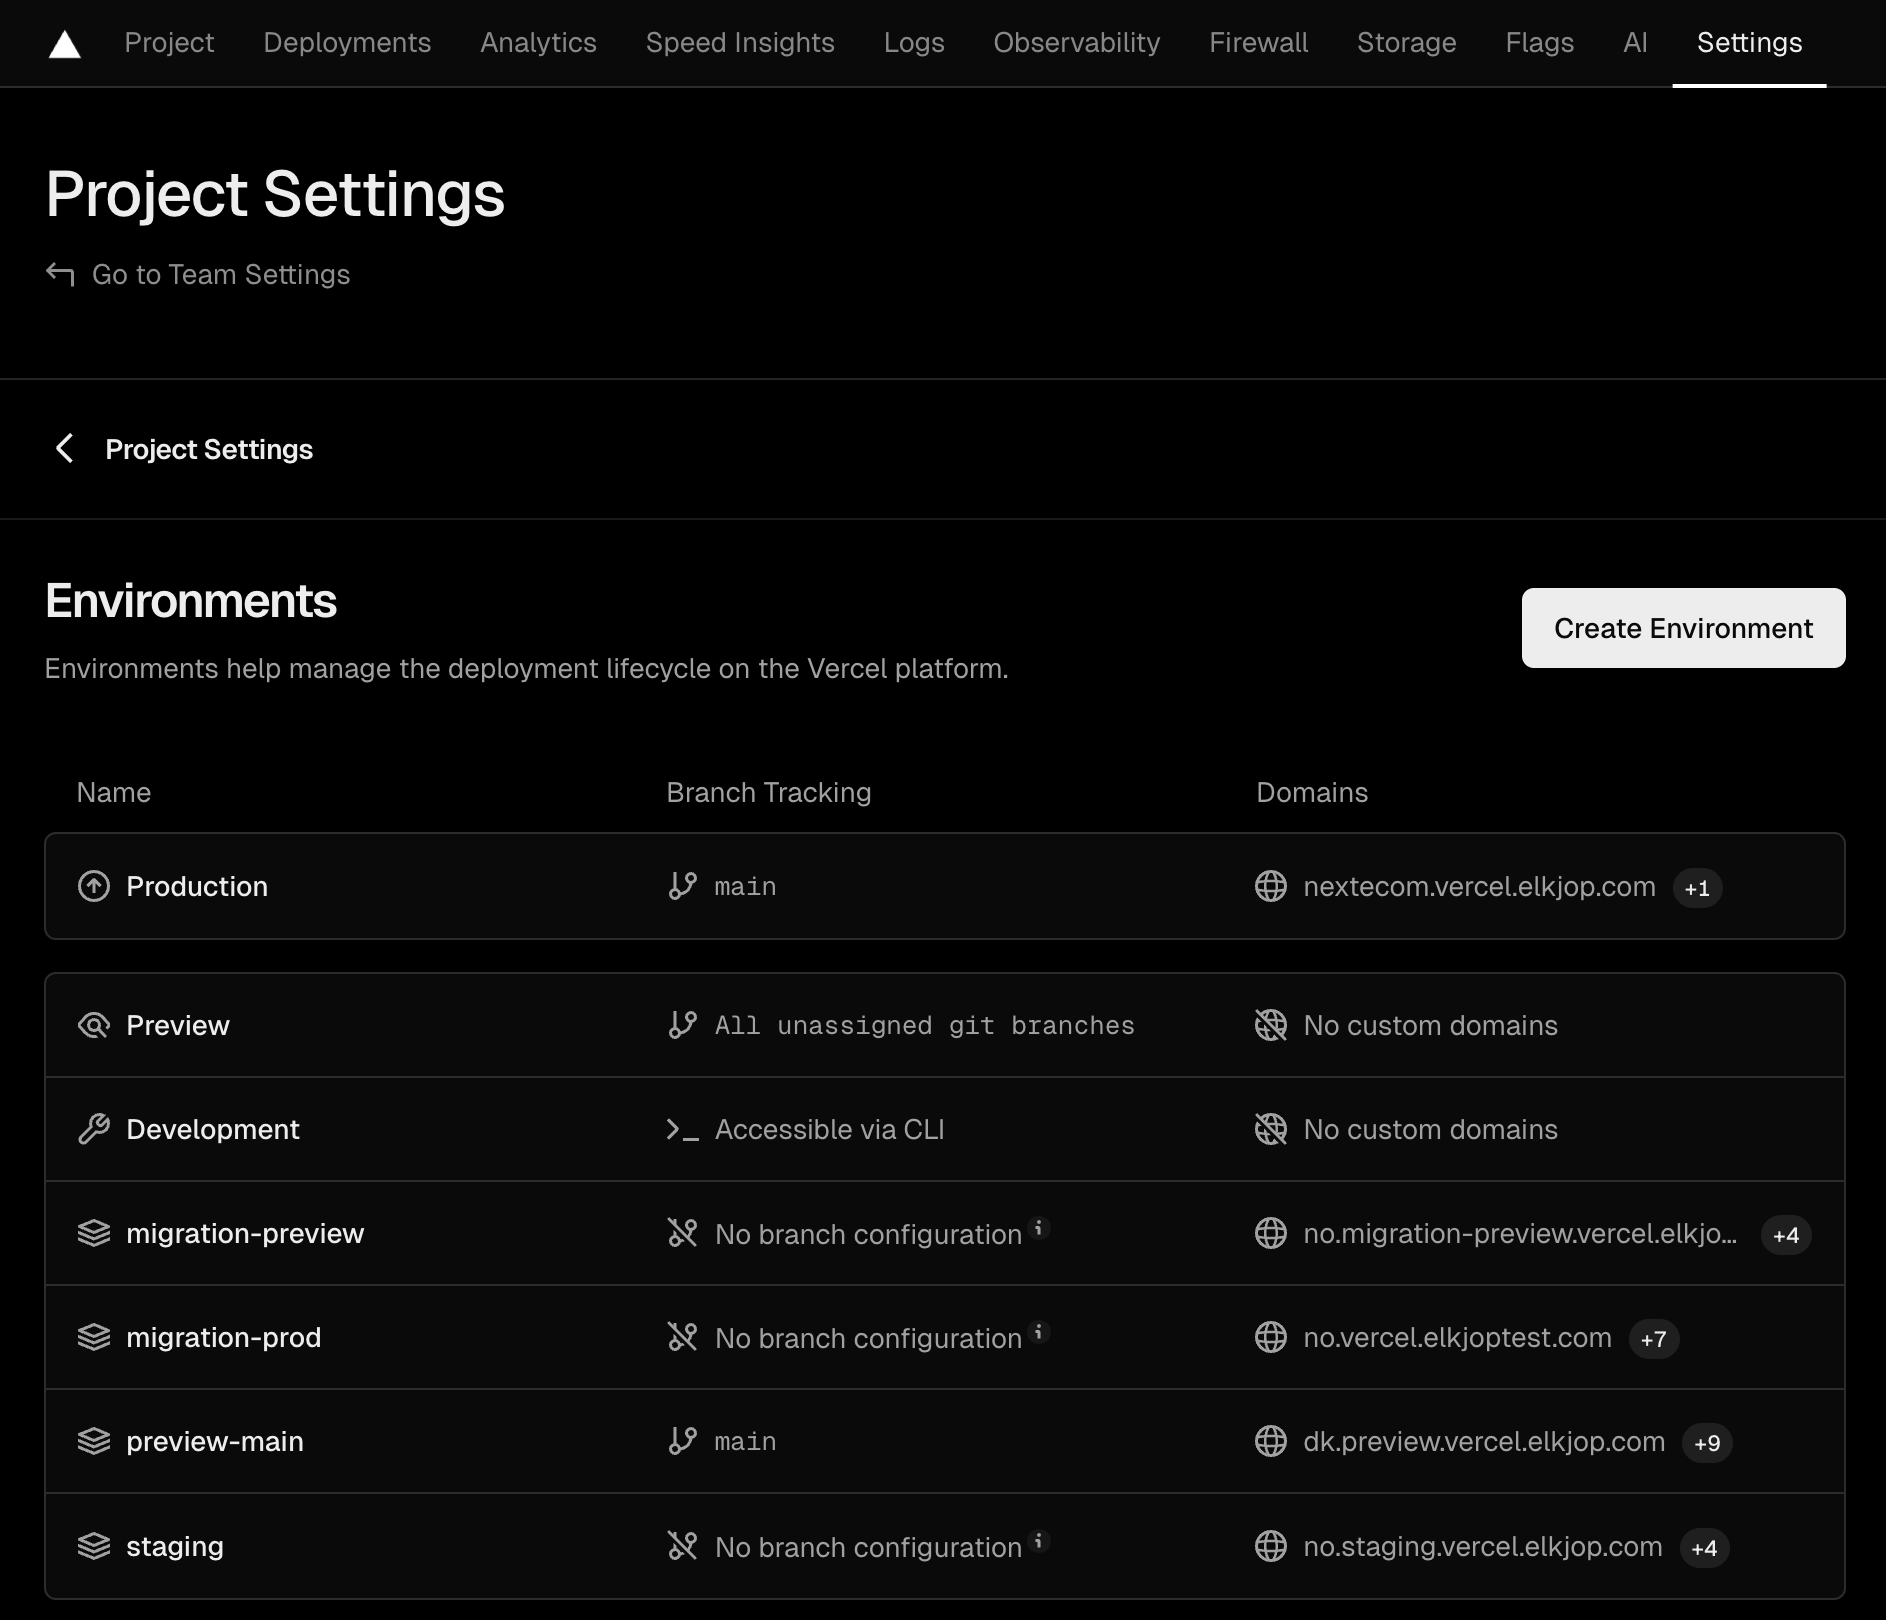 Project Deployments Analytics Speed Insights Logs Observability Firewall Storage Flags AI Settings
Project Settings
Go to Team Settings
Project Settings
Environments
Create Environment
Environments help manage the deployment lifecycle on the Vercel platform.
Name Branch Tracking Domains
Production main nextecom.vercel.elkjop.com +1
Preview All unassigned git branches No custom domains
Development Accessible via CLI No custom domains
migration-preview No branch configuration no.migration-preview.vercel.elkjo... +4
migration-prod No branch configuration no.vercel.elkjoptest.com +7
preview-main main dk.preview.vercel.elkjop.com +9
staging No branch configuration no.staging.vercel.elkjop.com +4